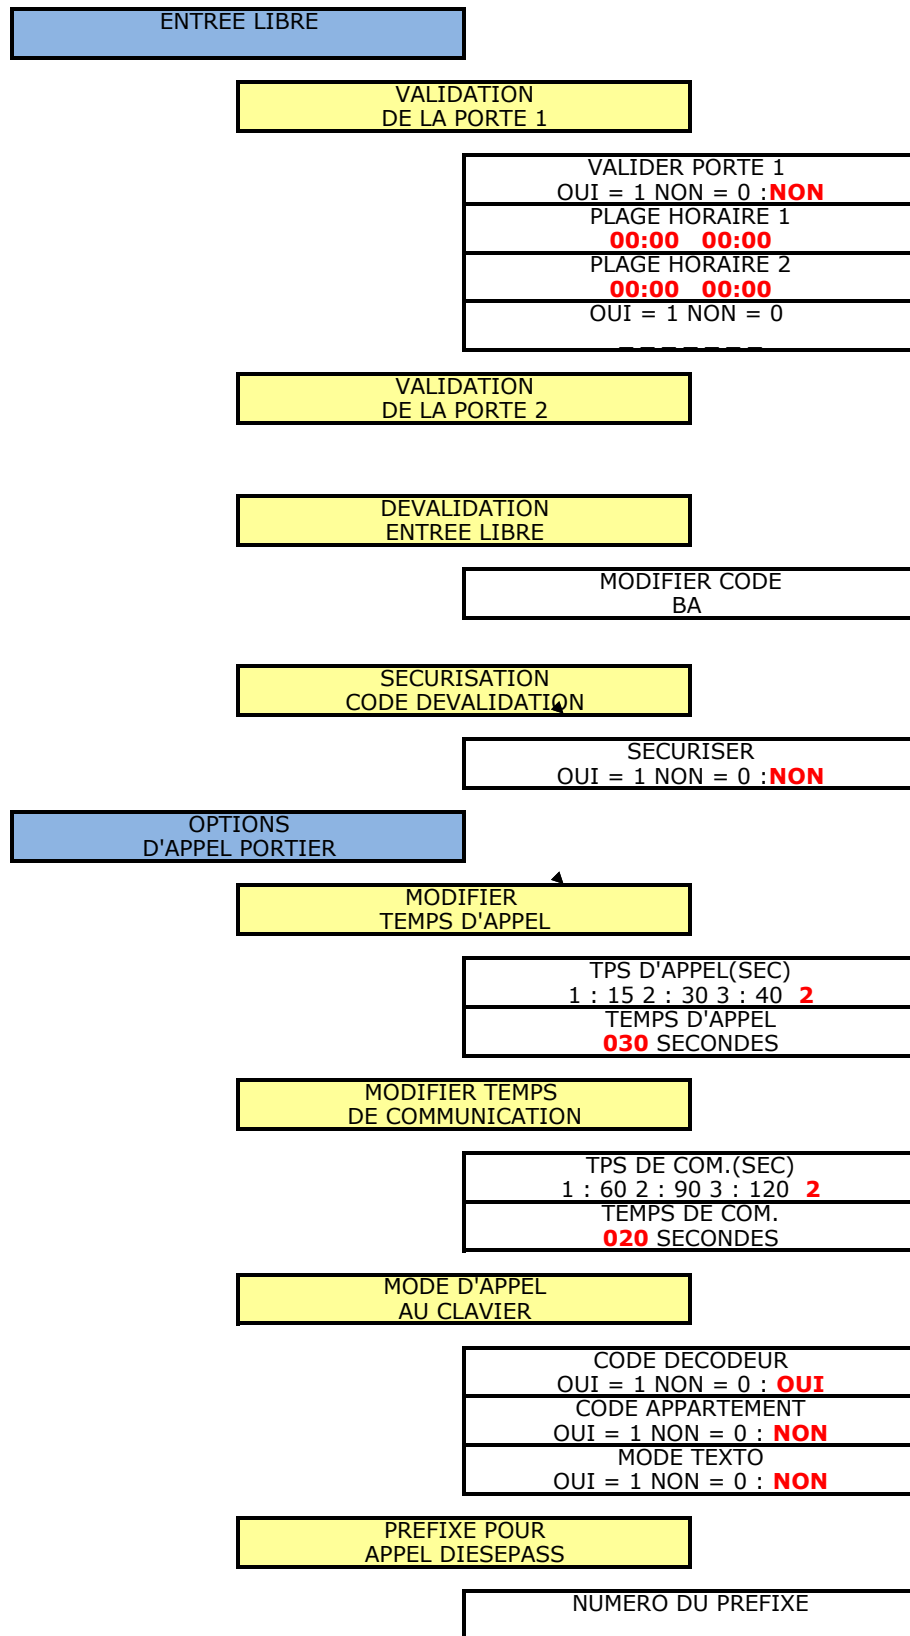 ENTREE LIBRE
VALIDATION
DE LA PORTE 1
VALIDER PORTE 1
OUI = 1 NON = 0 :NON
PLAGE HORAIRE 1
00:00 00:00
PLAGE HORAIRE 2
00:00 00:00
OUI = 1 NON = 0
_ _ _ _ _ _ _
VALIDATION
DE LA PORTE 2
DEVALIDATION
ENTREE LIBRE
MODIFIER CODE
BA
SECURISATION
CODE DEVALIDATION
SECURISER
OUI = 1 NON = 0 :NON
OPTIONS
D'APPEL PORTIER
MODIFIER
TEMPS D'APPEL
TPS D'APPEL(SEC)
1 : 15 2 : 30 3 : 40 2
TEMPS D'APPEL
030 SECONDES
MODIFIER TEMPS
DE COMMUNICATION
TPS DE COM.(SEC)
1 : 60 2 : 90 3 : 120 2
TEMPS DE COM.
020 SECONDES
MODE D'APPEL
AU CLAVIER
CODE DECODEUR
OUI = 1 NON = 0 : OUI
CODE APPARTEMENT
OUI = 1 NON = 0 : NON
MODE TEXTO
OUI = 1 NON = 0 : NON
PREFIXE POUR
APPEL DIESEPASS
NUMERO DU PREFIXE